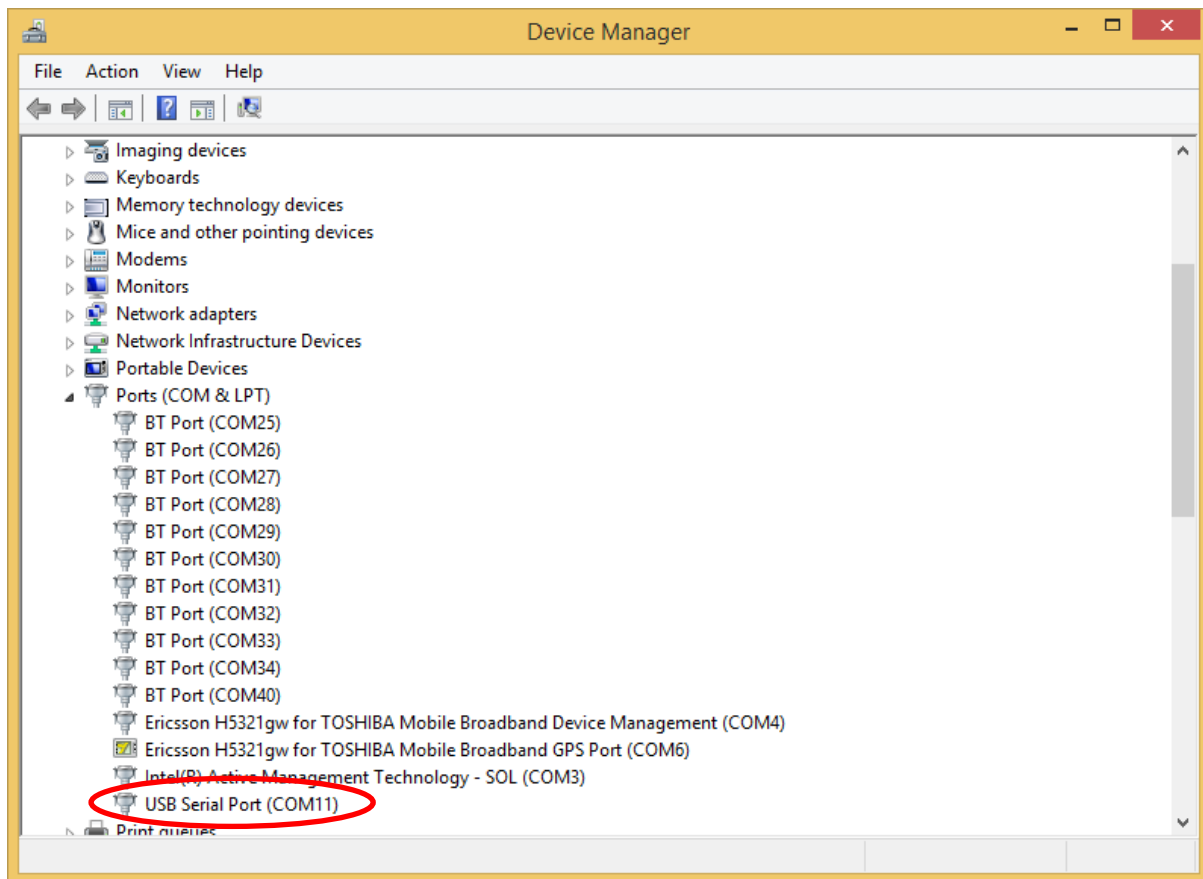 Device Manager
File Action View Help
Imaging devices
Keyboards
Memory technology devices
Mice and other pointing devices
Modems
Monitors
Network adapters
Network Infrastructure Devices
Portable Devices
Ports (COM & LPT)
BT Port (COM25)
BT Port (COM26)
BT Port (COM27)
BT Port (COM28)
BT Port (COM29)
BT Port (COM30)
BT Port (COM31)
BT Port (COM32)
BT Port (COM33)
BT Port (COM34)
BT Port (COM40)
Ericsson H5321gw for TOSHIBA Mobile Broadband Device Management (COM4)
Ericsson H5321gw for TOSHIBA Mobile Broadband GPS Port (COM6)
Intel(R) Active Management Technology - SOL (COM3)
USB Serial Port (COM11)
Print queues